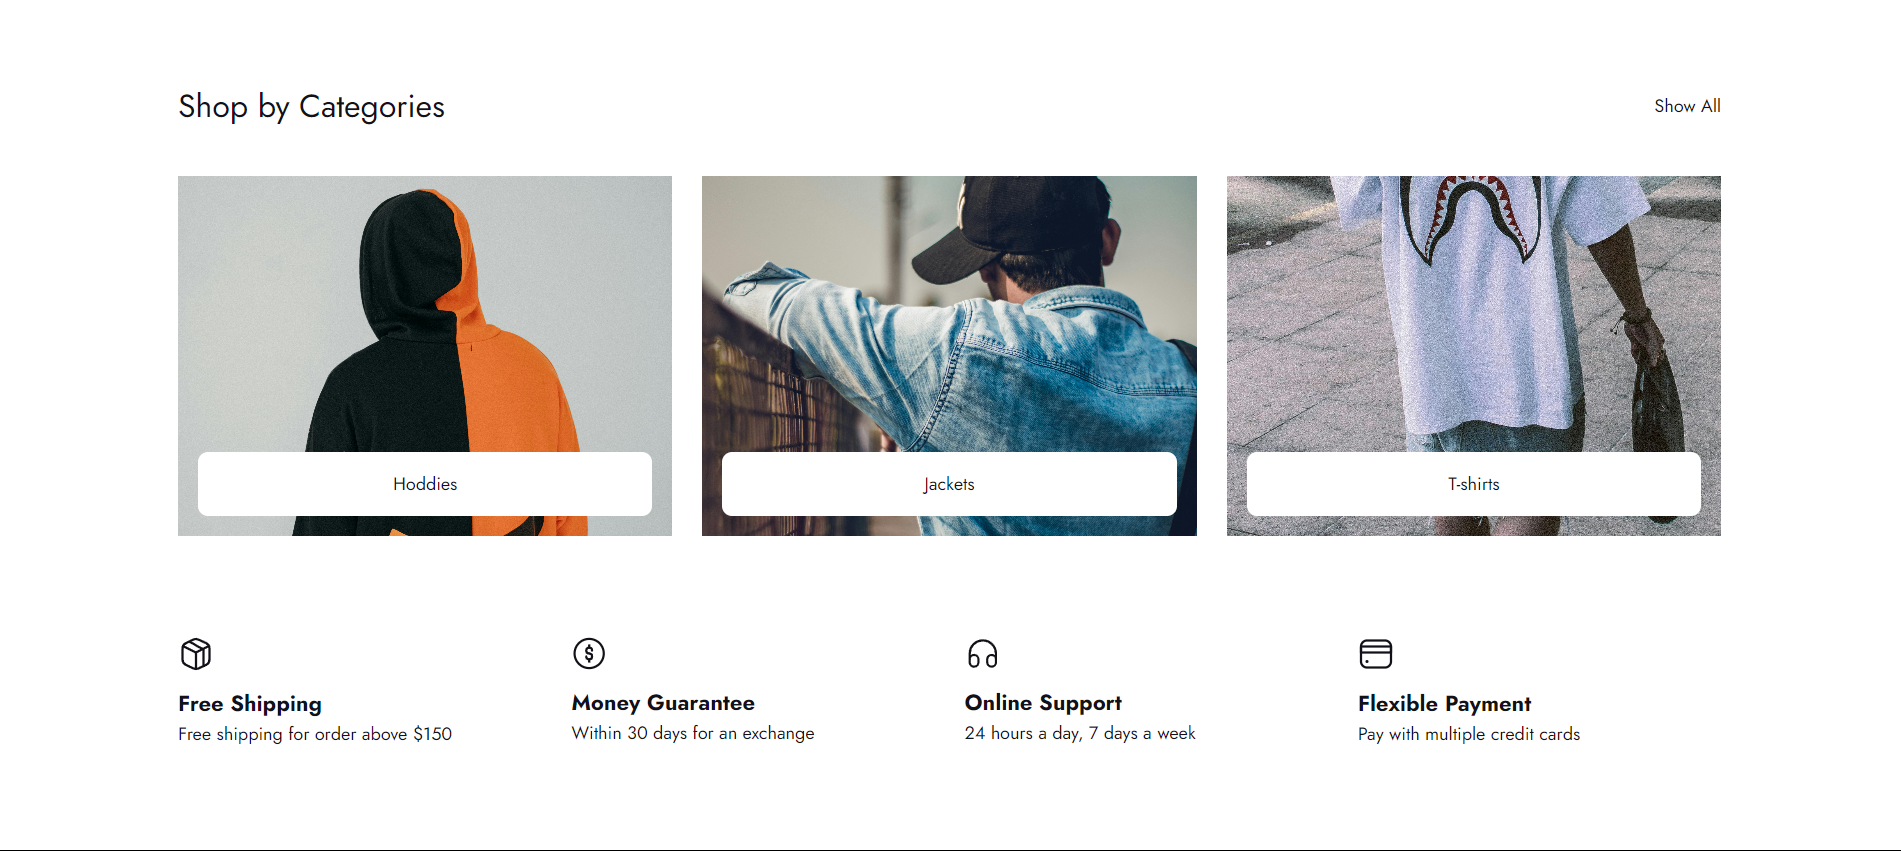 Shop by Categories
Show All
Hoddies
Jackets
T-shirts
Free Shipping
Free shipping for order above $150
Money Guarantee
Within 30 days for an exchange
Online Support
24 hours a day, 7 days a week
Flexible Payment
Pay with multiple credit cards